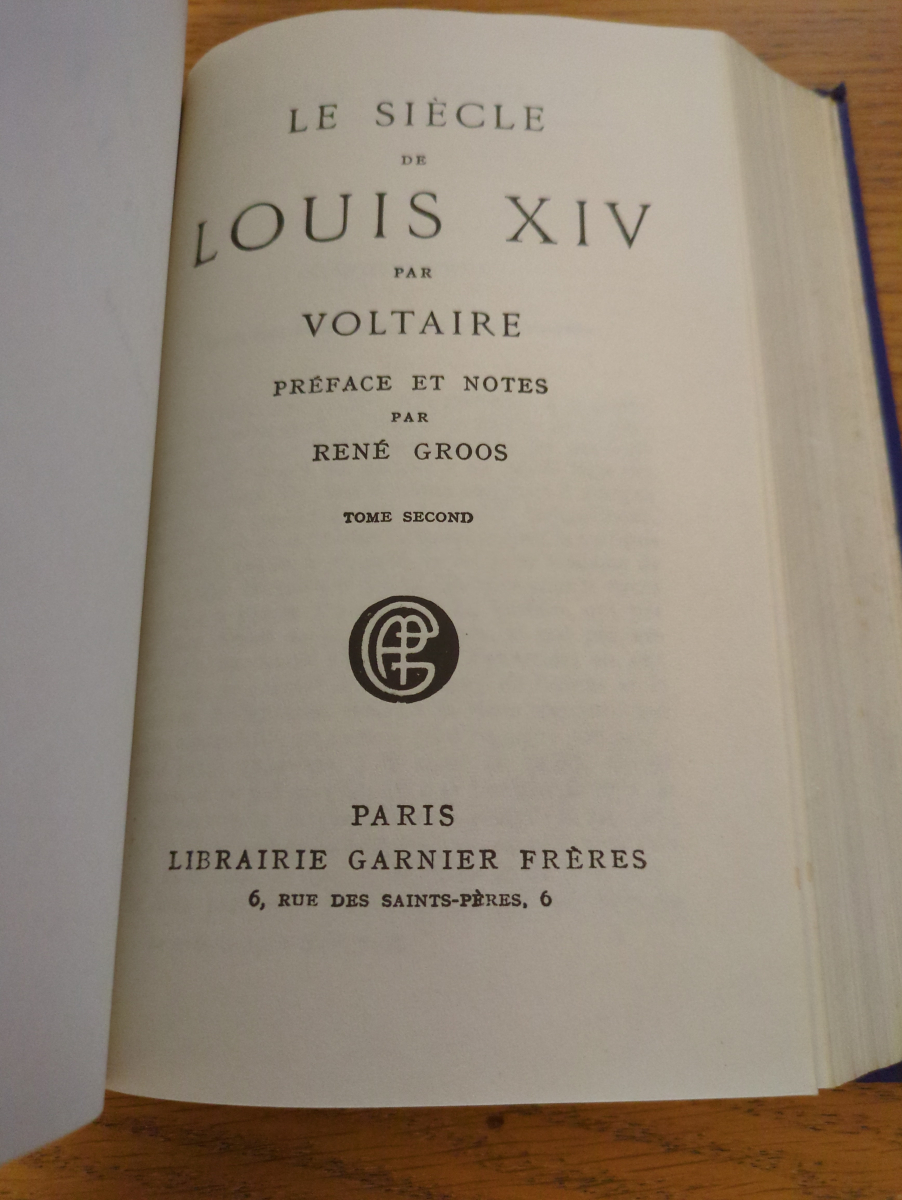 LE SIÈCLE
DE
LOUIS XIV
PAR
VOLTAIRE
PRÉFACE ET NOTES
PAR
RENÉ GROOS
TOME SECOND
PARIS
LIBRAIRIE GARNIER FRÈRES
6, RUE DES SAINTS-PÈRES, 6